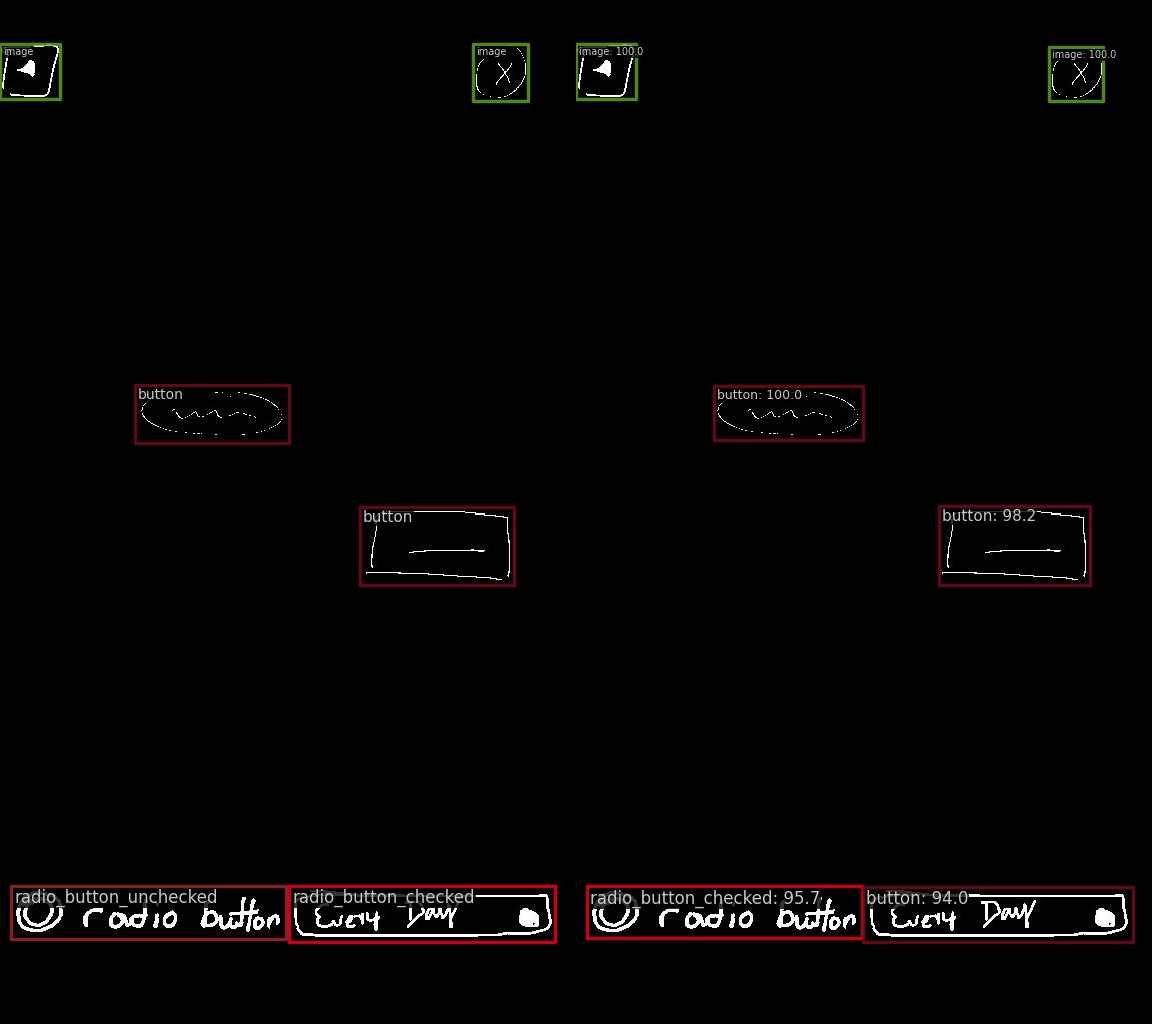 image image image: 100.0 image: 100.0
X X
button button: 100.0
button button: 98.2
radio_button_unchecked radio_button_checked radio_button_checked: 95.7 button: 94.0
radio button Every Day radio button Every Day